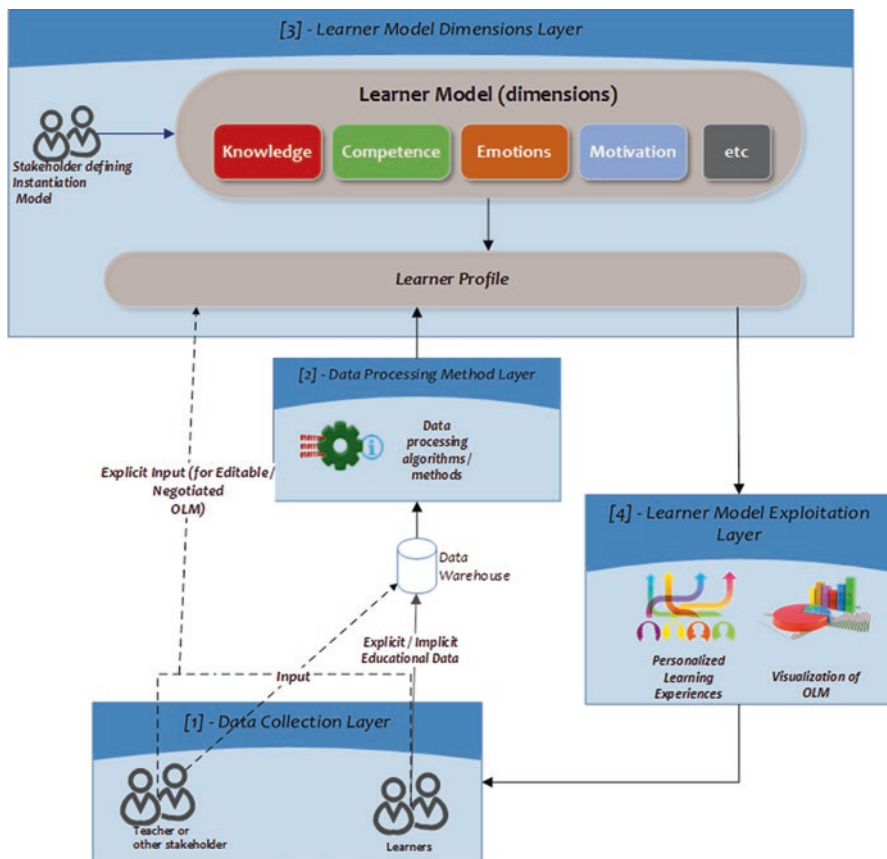 [3] - Learner Model Dimensions Layer
Learner Model (dimensions)
Knowledge
Competence
Emotions
Motivation
etc
Stakeholder defining
Instantiation
Model
Learner Profile
[2] - Data Processing Method Layer
Data
processing
algorithms /
methods
Explicit Input (for Editable /
Negotiated
OLM)
[4] - Learner Model Exploitation
Layer
Data
Warehouse
Explicit / Implicit
Educational Data
Personalized
Learning
Experiences
Visualization of
OLM
Input
[1] - Data Collection Layer
Teacher or
other stakeholder
Learners